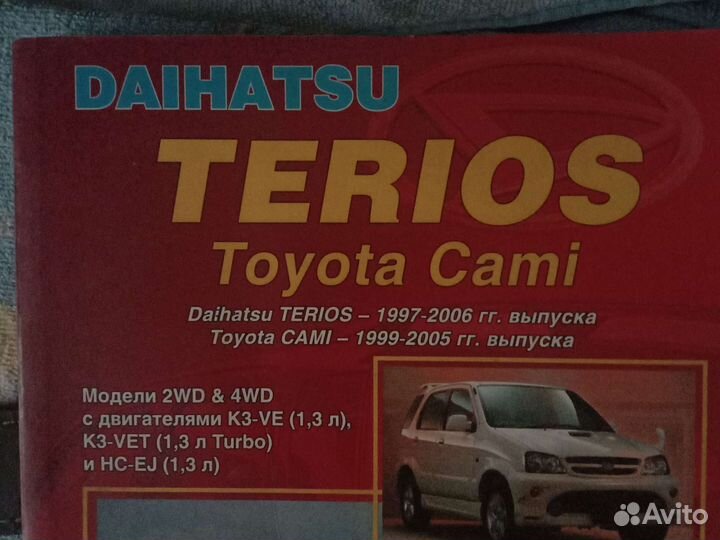 DAIHATSU
TERIOS
Toyota Cami
Daihatsu TERIOS – 1997-2006 гг. выпуска
Toyota CAMI – 1999-2005 гг. выпуска
Модели 2WD & 4WD
с двигателями K3-VE (1,3 л),
K3-VET (1,3 л Turbo)
и HC-EJ (1,3 л)
Avito